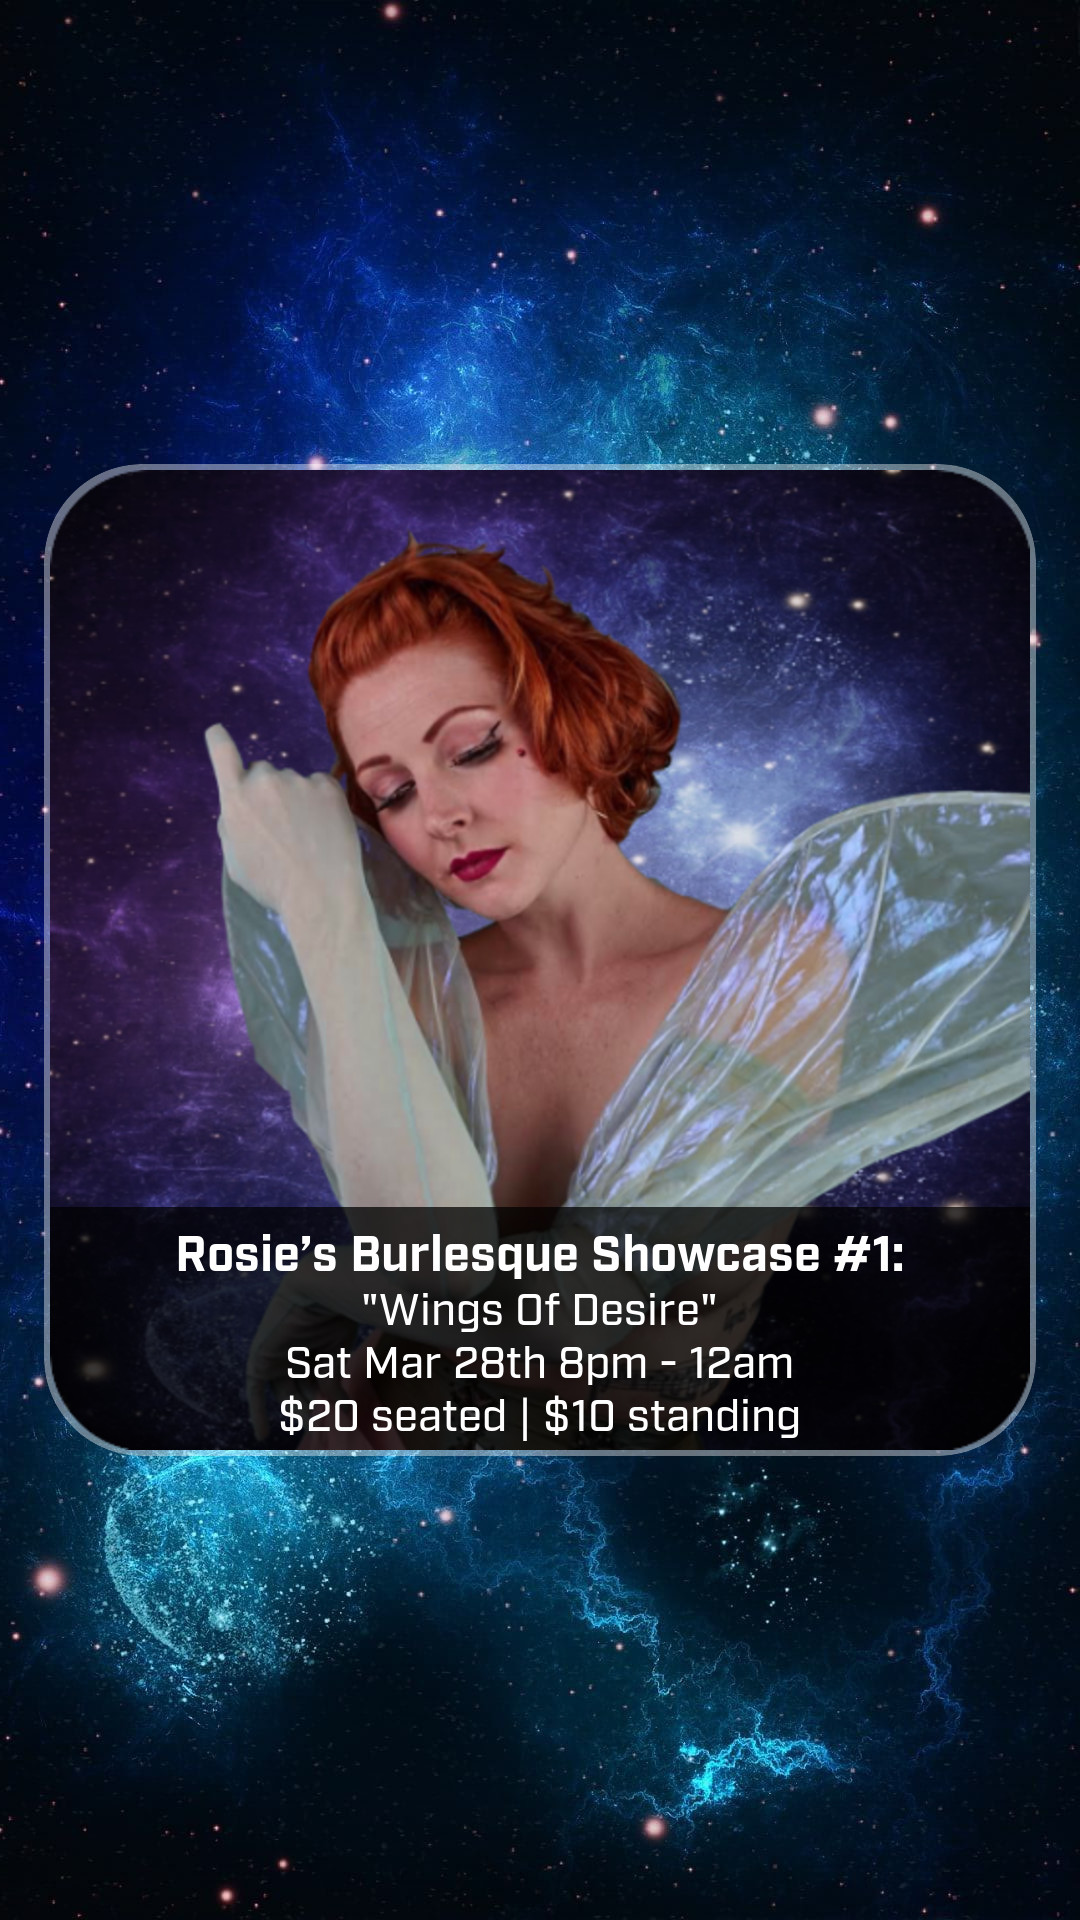 Rosie’s Burlesque Showcase #1:
"Wings Of Desire"
Sat Mar 28th 8pm - 12am
$20 seated | $10 standing